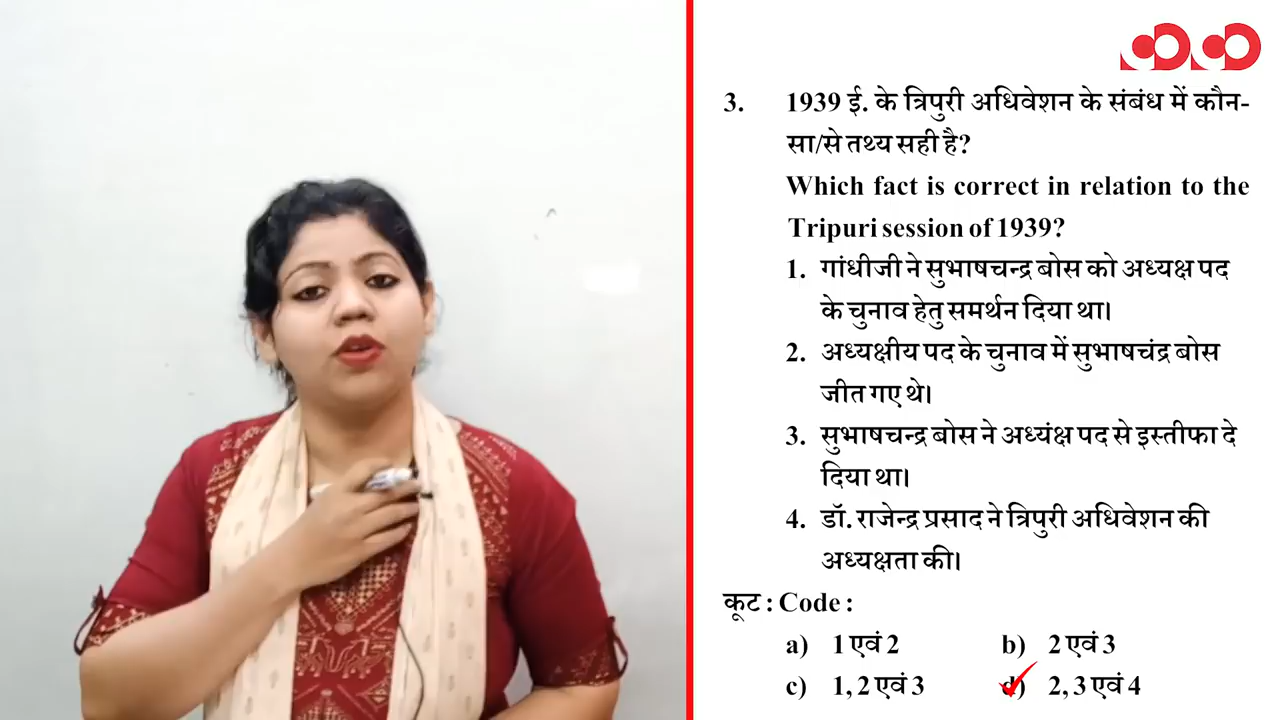 3. 1939 ई. के त्रिपुरी अधिवेशन के संबंध में कौन-
सा/से तथ्य सही है?
Which fact is correct in relation to the
Tripuri session of 1939?
1. गांधीजी ने सुभाषचन्द्र बोस को अध्यक्ष पद
के चुनाव हेतु समर्थन दिया था।
2. अध्यक्षीय पद के चुनाव में सुभाषचंद्र बोस
जीत गए थे।
3. सुभाषचन्द्र बोस ने अध्यंक्ष पद से इस्तीफा दे
दिया था।
4. डॉ. राजेन्द्र प्रसाद ने त्रिपुरी अधिवेशन की
अध्यक्षता की।
कूट : Code :
a) 1 एवं 2 b) 2 एवं 3
c) 1, 2 एवं 3 d) 2, 3 एवं 4